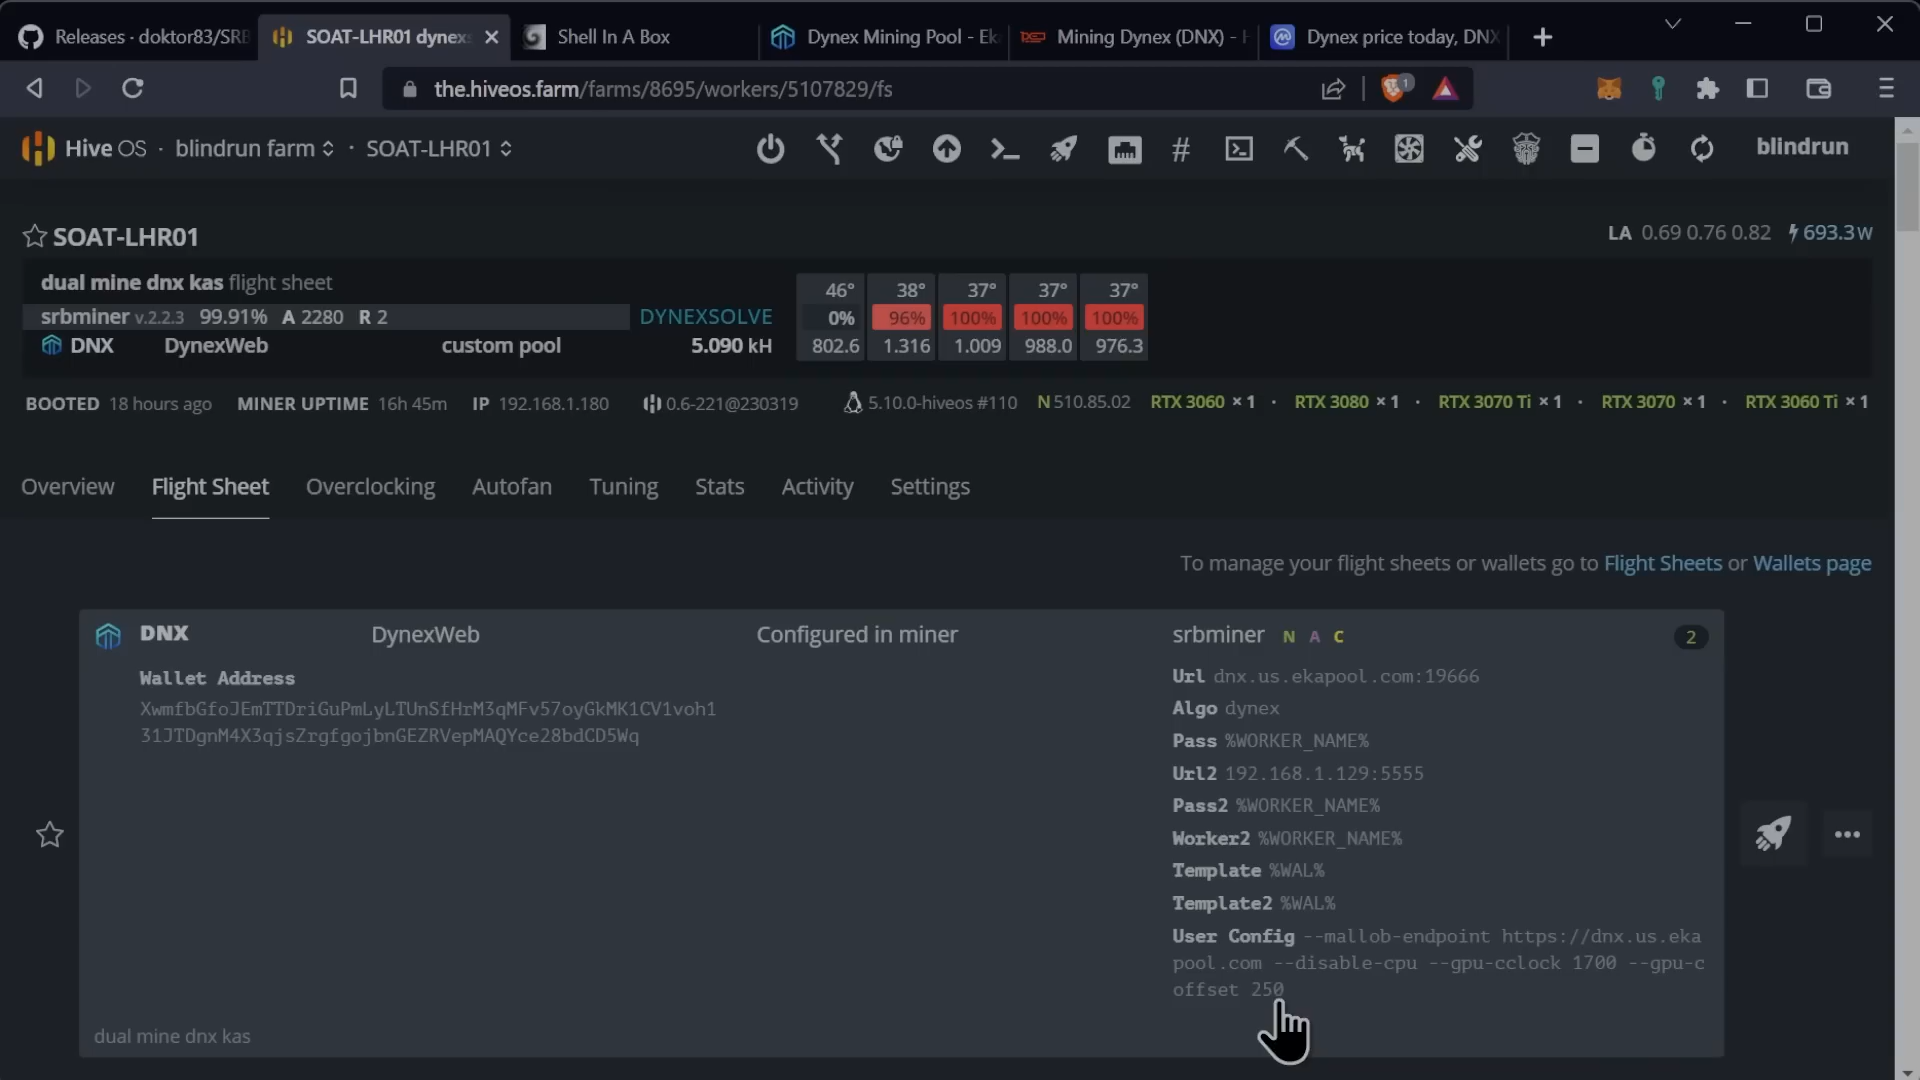 Releases · doktor83/SRB
SOAT-LHR01 dynexs
Shell In A Box
Dynex Mining Pool - Ek
Mining Dynex (DNX) - H
Dynex price today, DNX
the.hiveos.farm/farms/8695/workers/5107829/fs
1
Hive OS · blindrun farm · SOAT-LHR01
blindrun
SOAT-LHR01
LA 0.69 0.76 0.82 693.3 W
dual mine dnx kas flight sheet
46° 38° 37° 37° 37°
srbminer v.2.2.3 99.91% A 2280 R 2 DYNEXSOLVE
0% 96% 100% 100% 100%
DNX DynexWeb custom pool 5.090 kH
802.6 1.316 1.009 988.0 976.3
BOOTED 18 hours ago MINER UPTIME 16h 45m IP 192.168.1.180 0.6-221@230319 5.10.0-hiveos #110 N 510.85.02 RTX 3060 × 1 · RTX 3080 × 1 · RTX 3070 Ti × 1 · RTX 3070 × 1 · RTX 3060 Ti × 1
Overview Flight Sheet Overclocking Autofan Tuning Stats Activity Settings
To manage your flight sheets or wallets go to Flight Sheets or Wallets page
DNX DynexWeb Configured in miner srbminer N A C 2
Wallet Address
XwmfbGfoJEmTTDriGuPmLyLTUnSfHrM3qMFv57oyGkMK1CV1voh1
31JTDgnM4X3qjsZrgfgojbnGEZRVepMAQYce28bdCD5Wq
Url dnx.us.ekapool.com:19666
Algo dynex
Pass %WORKER_NAME%
Url2 192.168.1.129:5555
Pass2 %WORKER_NAME%
Worker2 %WORKER_NAME%
Template %WAL%
Template2 %WAL%
User Config --mallob-endpoint https://dnx.us.eka
pool.com --disable-cpu --gpu-cclock 1700 --gpu-c
offset 250
dual mine dnx kas